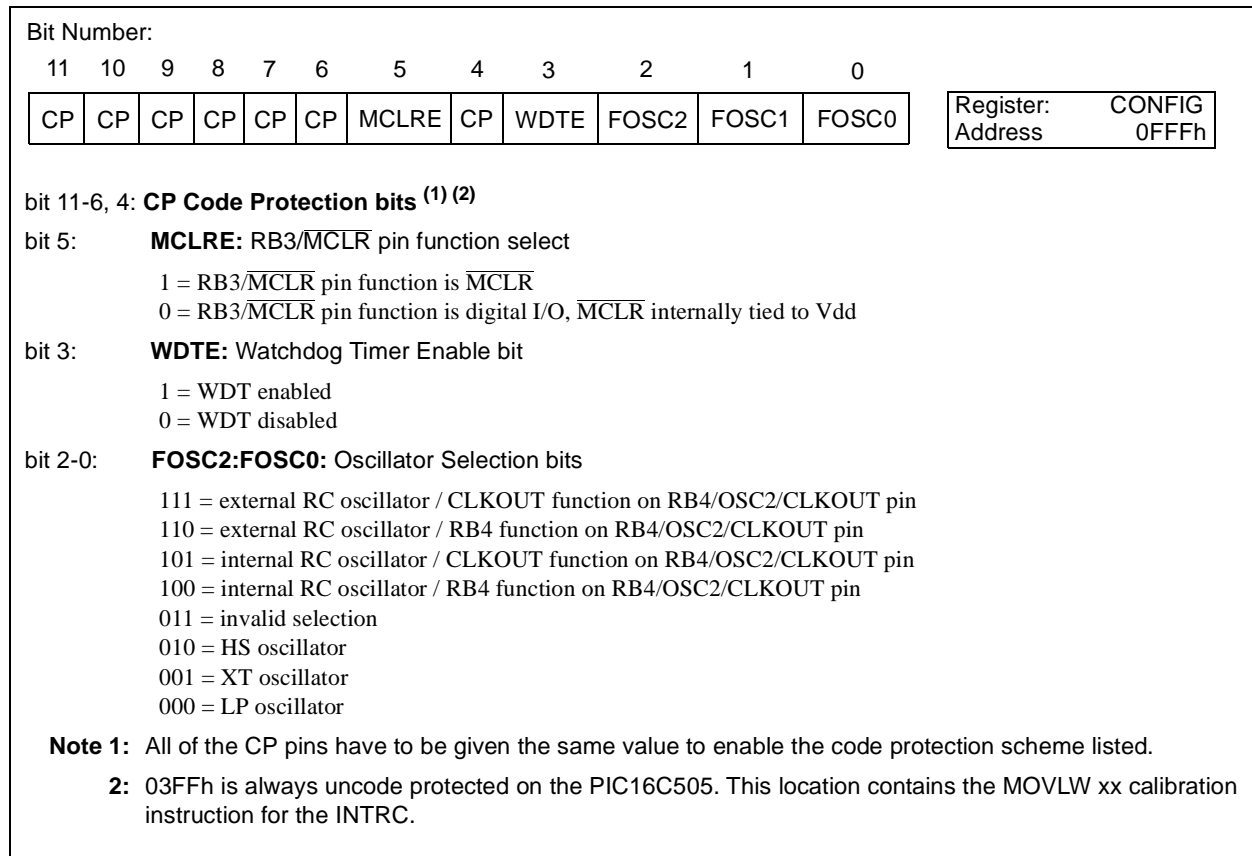 Bit Number:
11 10 9 8 7 6 5 4 3 2 1 0
CP CP CP CP CP CP MCLRE CP WDTE FOSC2 FOSC1 FOSC0
Register: CONFIG
Address 0FFFh
bit 11-6, 4: CP Code Protection bits (1) (2)
bit 5: MCLRE: RB3/MCLR pin function select
1 = RB3/MCLR pin function is MCLR
0 = RB3/MCLR pin function is digital I/O, MCLR internally tied to Vdd
bit 3: WDTE: Watchdog Timer Enable bit
1 = WDT enabled
0 = WDT disabled
bit 2-0: FOSC2:FOSC0: Oscillator Selection bits
111 = external RC oscillator / CLKOUT function on RB4/OSC2/CLKOUT pin
110 = external RC oscillator / RB4 function on RB4/OSC2/CLKOUT pin
101 = internal RC oscillator / CLKOUT function on RB4/OSC2/CLKOUT pin
100 = internal RC oscillator / RB4 function on RB4/OSC2/CLKOUT pin
011 = invalid selection
010 = HS oscillator
001 = XT oscillator
000 = LP oscillator
Note 1: All of the CP pins have to be given the same value to enable the code protection scheme listed.
2: 03FFh is always uncode protected on the PIC16C505. This location contains the MOVLW xx calibration
instruction for the INTRC.